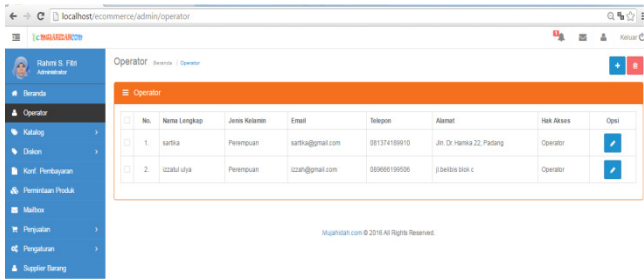 localhost/ecommerce/admin/operator
Keluar
Rahmi S. Fitri
Administrator
Operator Beranda / Operator
Beranda
Operator
Katalog
Diskon
Konf. Pembayaran
Permintaan Produk
Mailbox
Penjualan
Pengaturan
Supplier Barang
Operator
No. Nama Lengkap Jenis Kelamin Email Telepon Alamat Hak Akses Opsi
1. sartika Perempuan sartika@gmail.com 081374169910 Jln. Dr. Hamka 22, Padang Operator
2. izzatul ulya Perempuan izzah@gmail.com 089666199506 jl.belibis blok c Operator
Mujahidah.com © 2016 All Rights Reserved.